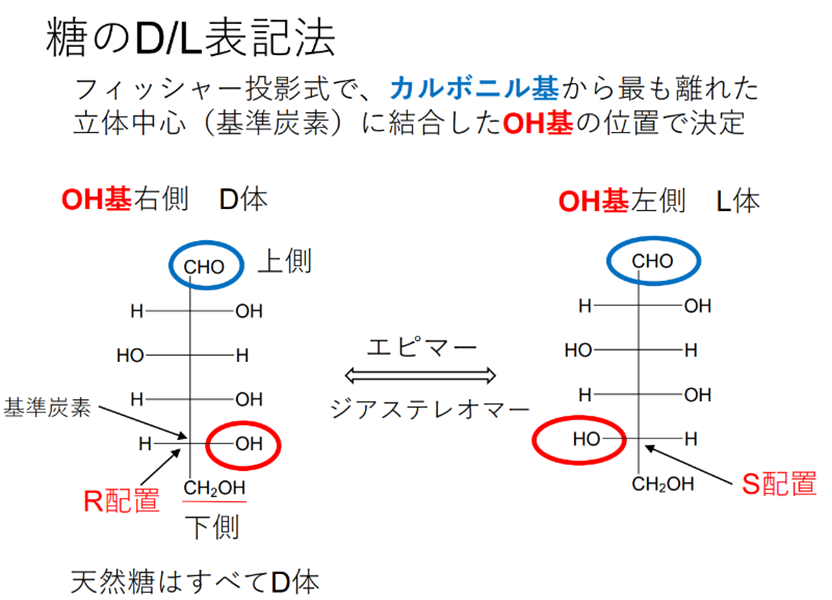 糖のD/L表記法
フィッシャー投影式で、カルボニル基から最も離れた
立体中心（基準炭素）に結合したOH基の位置で決定
OH基右側 D体
CHO 上側
H OH
HO H
H OH
基準炭素
H OH
R配置
CH₂OH
下側
天然糖はすべてD体
エピマー
ジアステレオマー
OH基左側 L体
CHO
H OH
HO H
H OH
HO H
CH₂OH
S配置